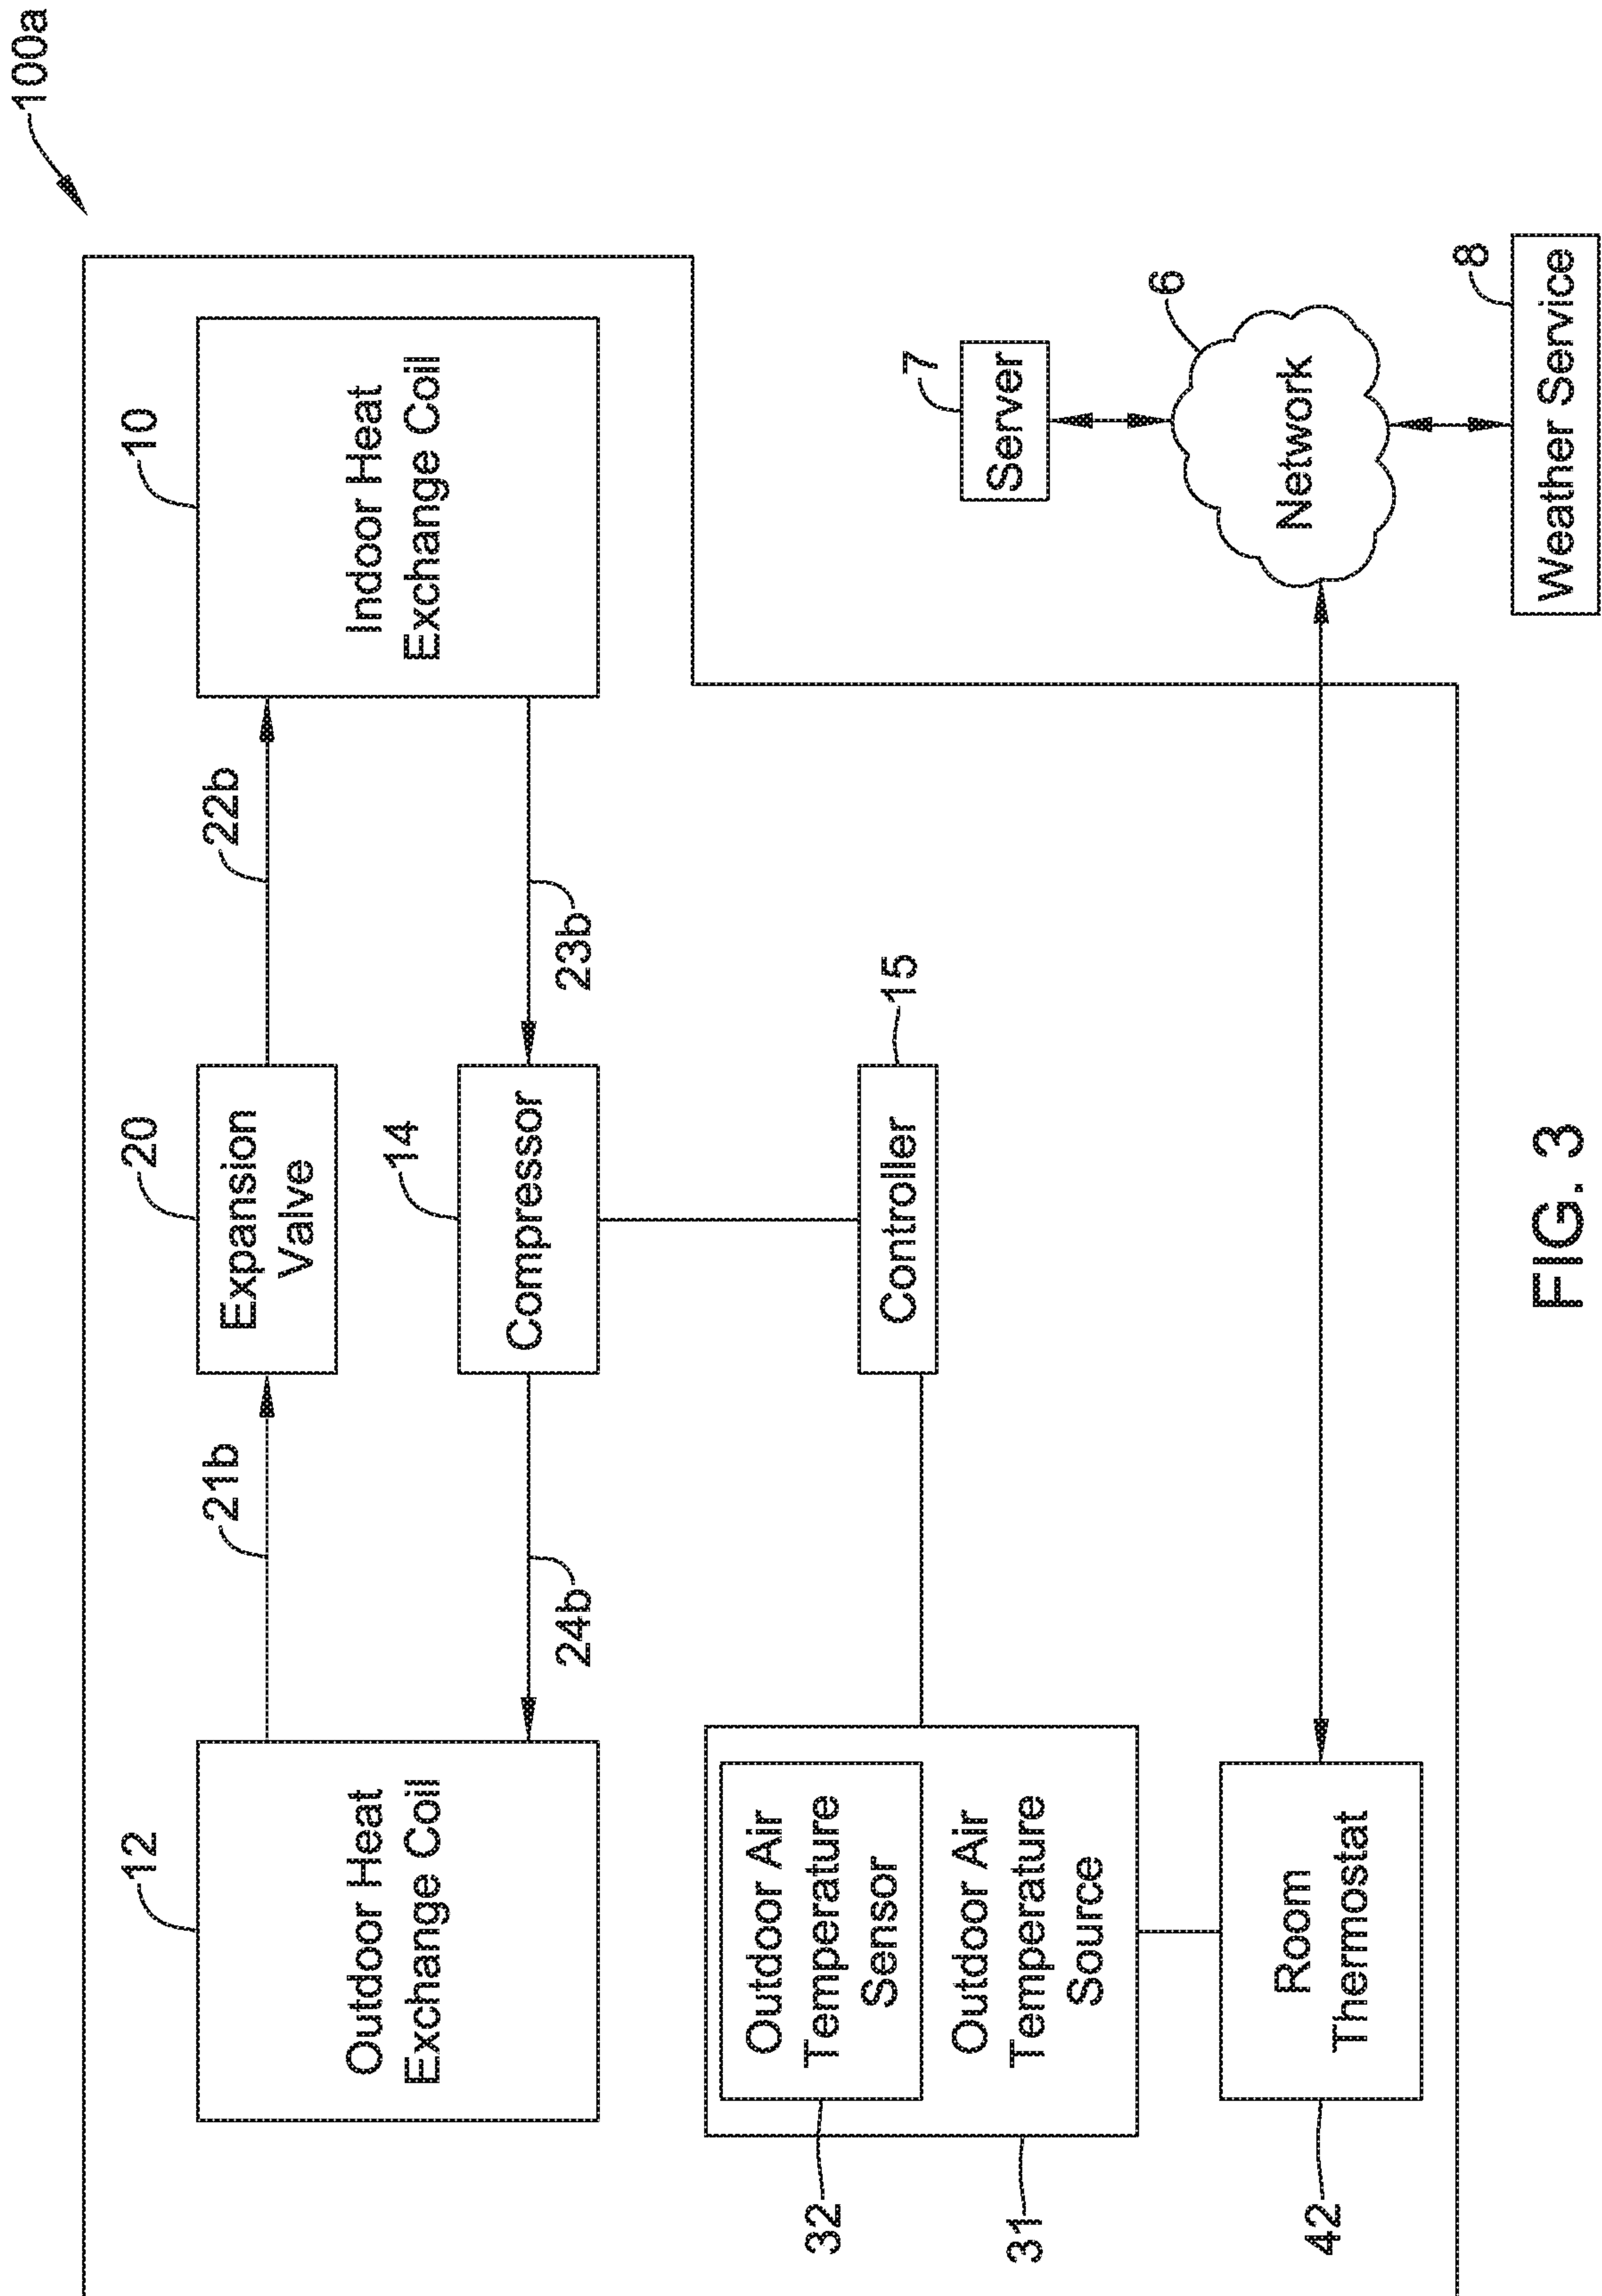 100a
12
Outdoor Heat
Exchange Coil
21b
20
Expansion
Valve
22b
10
Indoor Heat
Exchange Coil
24b
14
Compressor
23b
32
Outdoor Air
Temperature
Sensor
31
Outdoor Air
Temperature
Source
Controller
15
7
Server
42
Room
Thermostat
6
Network
8
Weather Service
FIG. 3